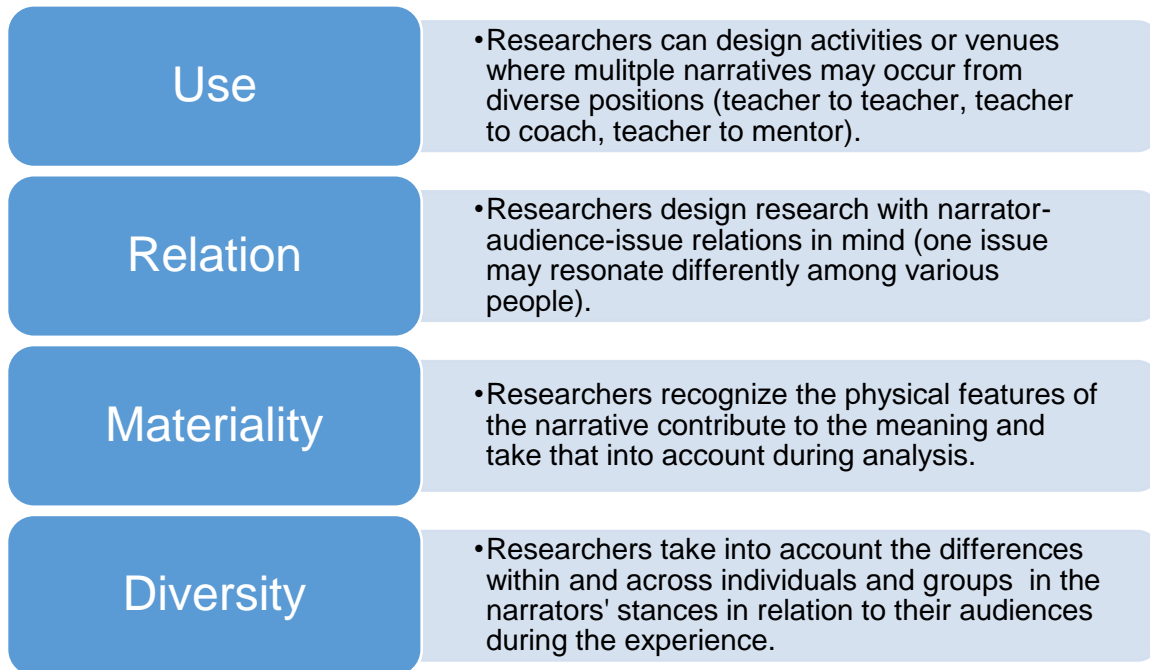 Use
•Researchers can design activities or venues
where mulitple narratives may occur from
diverse positions (teacher to teacher, teacher
to coach, teacher to mentor).
Relation
•Researchers design research with narrator-
audience-issue relations in mind (one issue
may resonate differently among various
people).
Materiality
•Researchers recognize the physical features of
the narrative contribute to the meaning and
take that into account during analysis.
Diversity
•Researchers take into account the differences
within and across individuals and groups  in the
narrators' stances in relation to their audiences
during the experience.